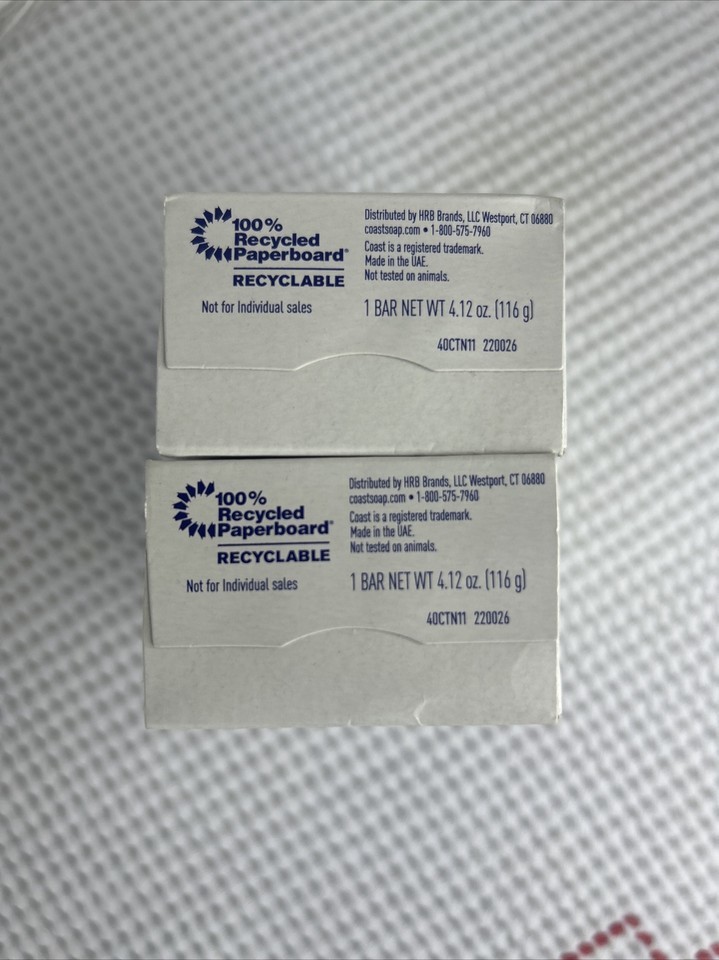 100%
Recycled
Paperboard®
RECYCLABLE
Not for Individual sales
Distributed by HRB Brands, LLC Westport, CT 06880
coastsoap.com • 1-800-575-7960
Coast is a registered trademark.
Made in the UAE.
Not tested on animals.
1 BAR NET WT 4.12 oz. (116 g)
40CTN11 220026
100%
Recycled
Paperboard®
RECYCLABLE
Not for Individual sales
Distributed by HRB Brands, LLC Westport, CT 06880
coastsoap.com • 1-800-575-7960
Coast is a registered trademark.
Made in the UAE.
Not tested on animals.
1 BAR NET WT 4.12 oz. (116 g)
40CTN11 220026